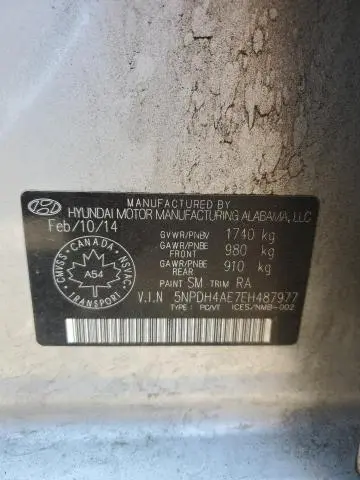 MANUFACTURED BY
HYUNDAI MOTOR MANUFACTURING ALABAMA, LLC
Feb/10/14
GVWR/PNBV 1740 kg
GAWR/PNBE FRONT 980 kg
GAWR/PNBE REAR 910 kg
PAINT SM TRIM RA
V.I.N 5NPDH4AE7EH487977
TYPE : PC/VT ICES/NMB-002
CMVSS CANADA NSVAC
A54
TRANSPORT